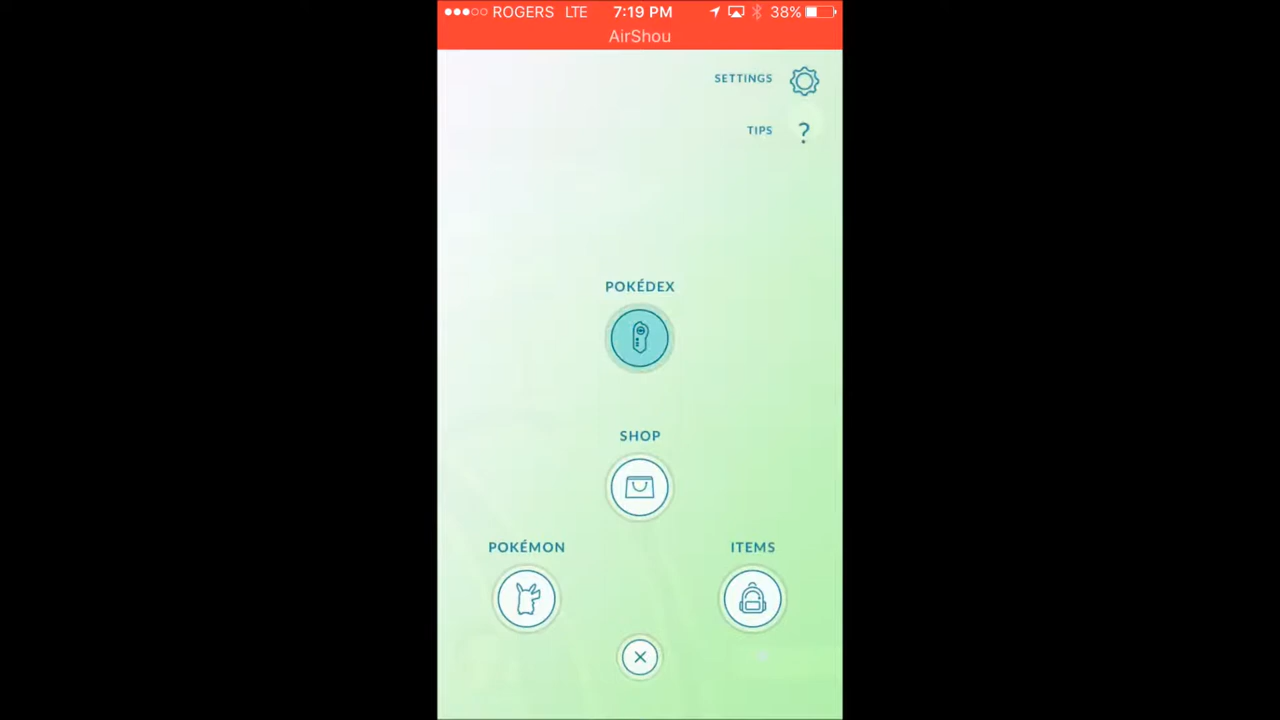 ROGERS LTE 7:19 PM 38%
AirShou
SETTINGS
TIPS ?
POKÉDEX
SHOP
POKÉMON
ITEMS